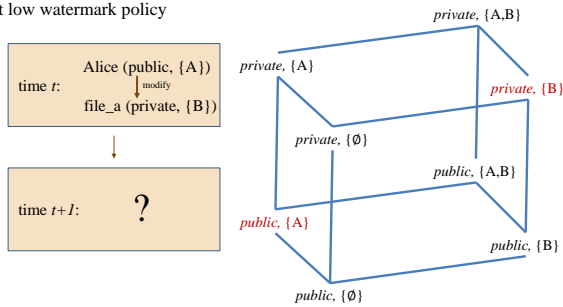 t low watermark policy
time t:
Alice (public, {A})
modify
file_a (private, {B})
time t+1:
?
private, {A,B}
private, {A}
private, {B}
private, {∅}
public, {A,B}
public, {A}
public, {B}
public, {∅}